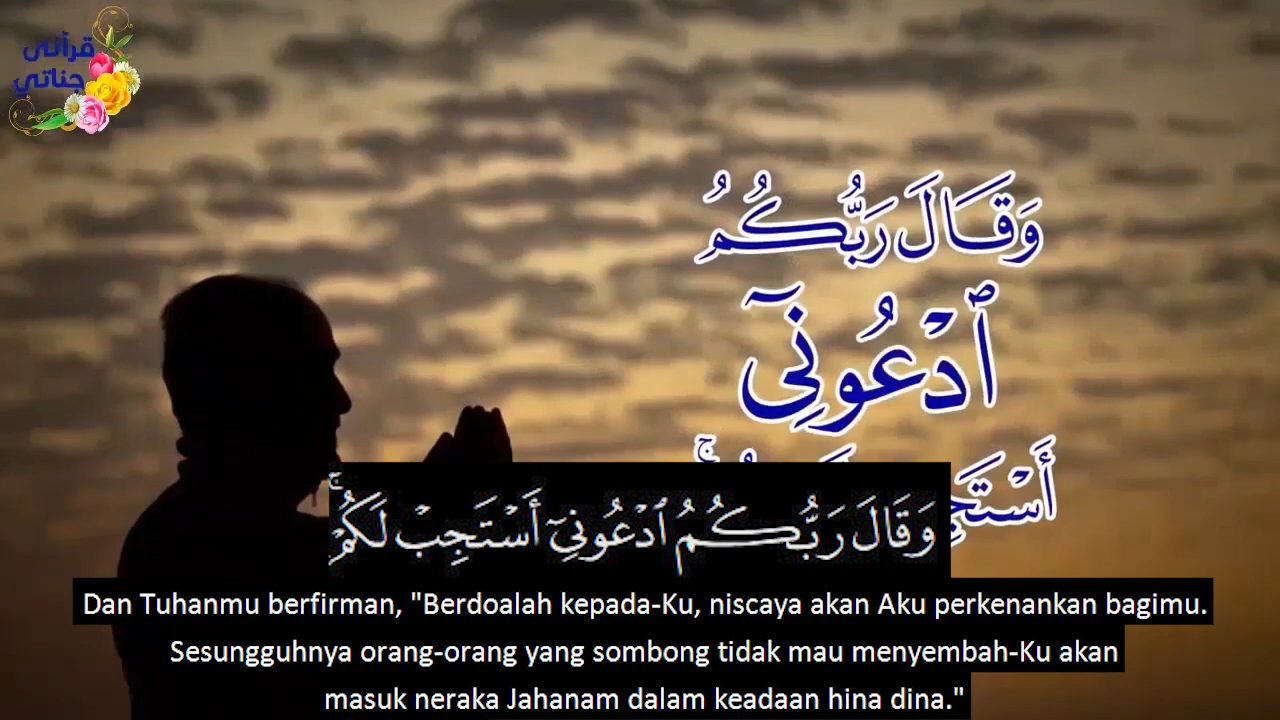 قرآنى
جناتي
وَقَالَ رَبُّكُمُ
ٱدْعُونِىٓ
أَسْتَجِ
وَقَالَ رَبُّكُمُ ٱدْعُونِىٓ أَسْتَجِبْ لَكُمْ ۚ
Dan Tuhanmu berfirman, "Berdoalah kepada-Ku, niscaya akan Aku perkenankan bagimu.
Sesungguhnya orang-orang yang sombong tidak mau menyembah-Ku akan
masuk neraka Jahanam dalam keadaan hina dina."